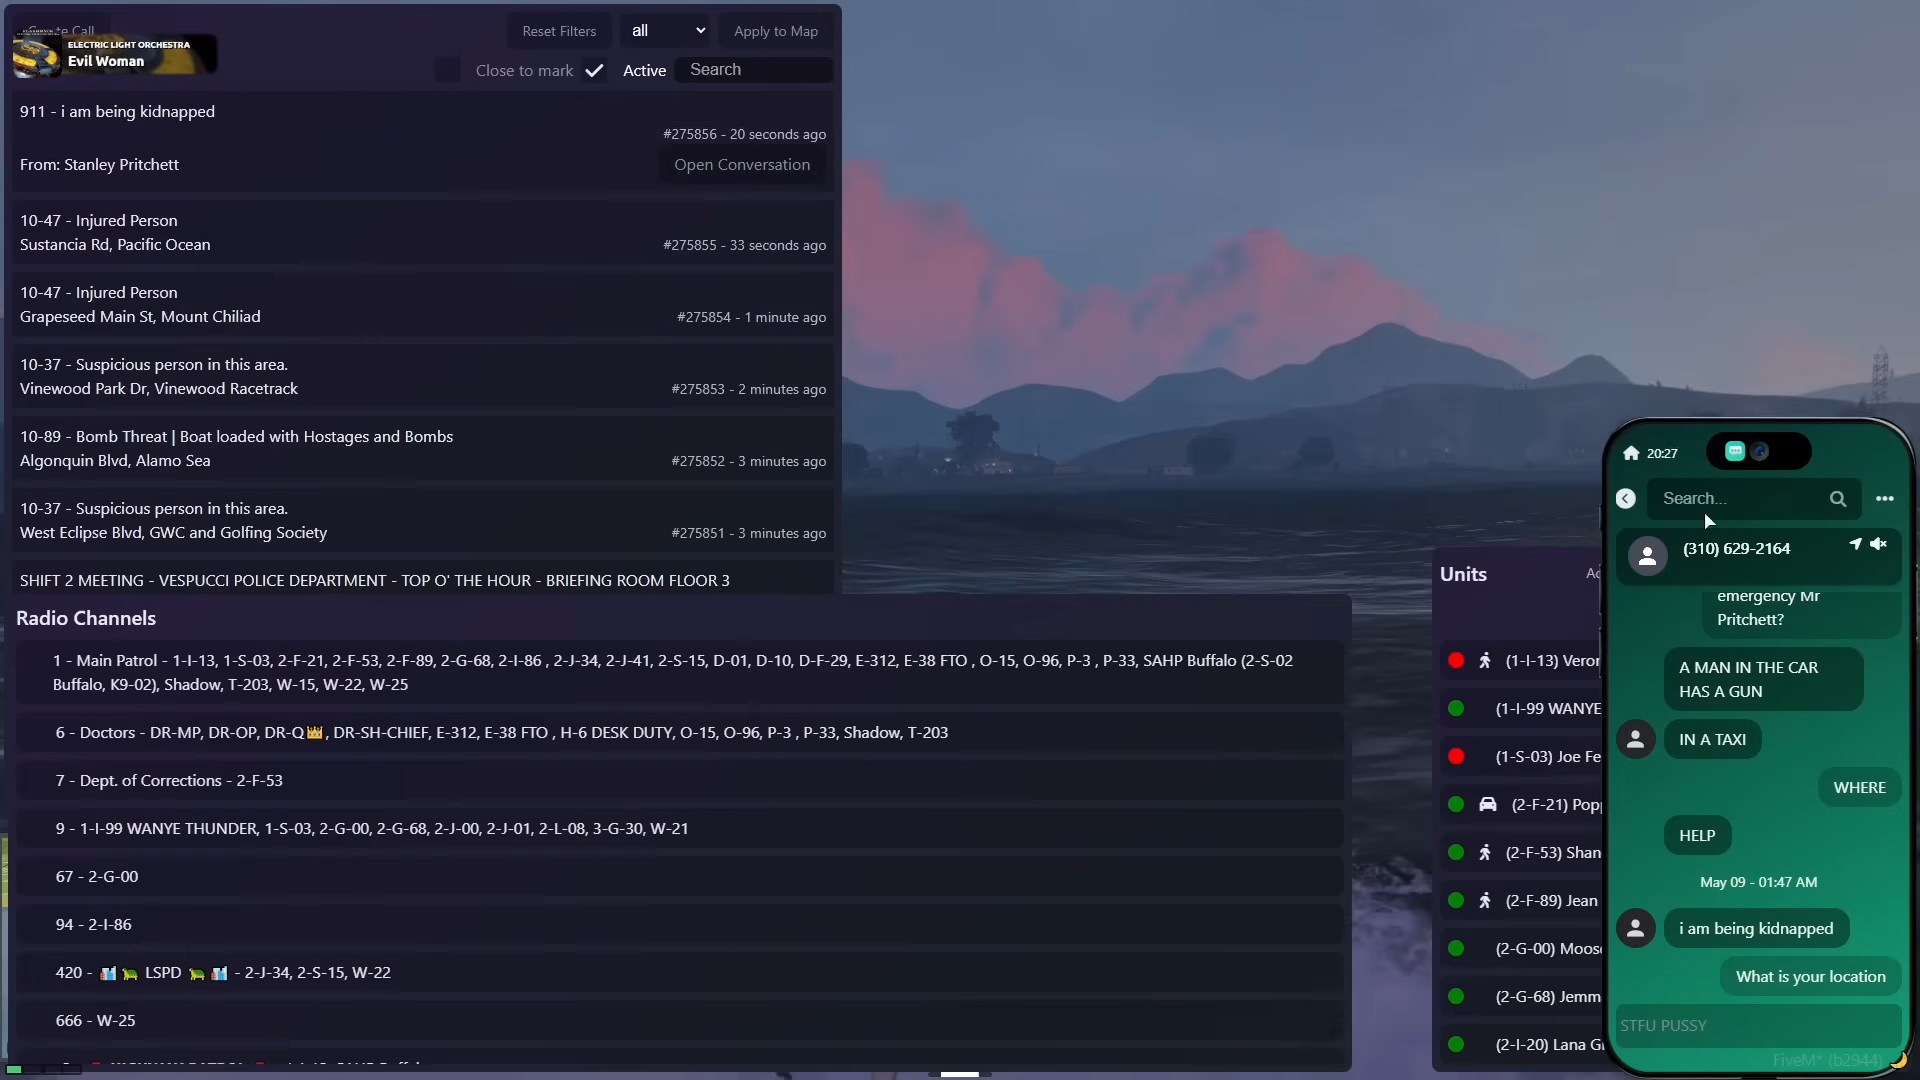 ELECTRIC LIGHT ORCHESTRA
Evil Woman
Reset Filters
all
Apply to Map
Close to mark
Active
Search
911 - i am being kidnapped
#275856 - 20 seconds ago
From: Stanley Pritchett
Open Conversation
10-47 - Injured Person
Sustancia Rd, Pacific Ocean
#275855 - 33 seconds ago
10-47 - Injured Person
Grapeseed Main St, Mount Chiliad
#275854 - 1 minute ago
10-37 - Suspicious person in this area.
Vinewood Park Dr, Vinewood Racetrack
#275853 - 2 minutes ago
10-89 - Bomb Threat | Boat loaded with Hostages and Bombs
Algonquin Blvd, Alamo Sea
#275852 - 3 minutes ago
10-37 - Suspicious person in this area.
West Eclipse Blvd, GWC and Golfing Society
#275851 - 3 minutes ago
SHIFT 2 MEETING - VESPUCCI POLICE DEPARTMENT - TOP O' THE HOUR - BRIEFING ROOM FLOOR 3
Radio Channels
1 - Main Patrol - 1-I-13, 1-S-03, 2-F-21, 2-F-53, 2-F-89, 2-G-68, 2-I-86 , 2-J-34, 2-J-41, 2-S-15, D-01, D-10, D-F-29, E-312, E-38 FTO , O-15, O-96, P-3 , P-33, SAHP Buffalo (2-S-02
Buffalo, K9-02), Shadow, T-203, W-15, W-22, W-25
6 - Doctors - DR-MP, DR-OP, DR-Q👑, DR-SH-CHIEF, E-312, E-38 FTO , H-6 DESK DUTY, O-15, O-96, P-3 , P-33, Shadow, T-203
7 - Dept. of Corrections - 2-F-53
9 - 1-I-99 WANYE THUNDER, 1-S-03, 2-G-00, 2-G-68, 2-J-00, 2-J-01, 2-L-08, 3-G-30, W-21
67 - 2-G-00
94 - 2-I-86
420 - LSPD - 2-J-34, 2-S-15, W-22
666 - W-25
Units
(1-I-13) Veror
(1-I-99 WANYE
(1-S-03) Joe Fe
(2-F-21) Pop
(2-F-53) Shan
(2-F-89) Jean
(2-G-00) Moos
(2-G-68) Jemm
(2-I-20) Lana G
20:27
Search...
(310) 629-2164
emergency Mr
Pritchett?
A MAN IN THE CAR
HAS A GUN
IN A TAXI
WHERE
HELP
May 09 - 01:47 AM
i am being kidnapped
What is your location
STFU PUSSY
FiveM* (b2944)